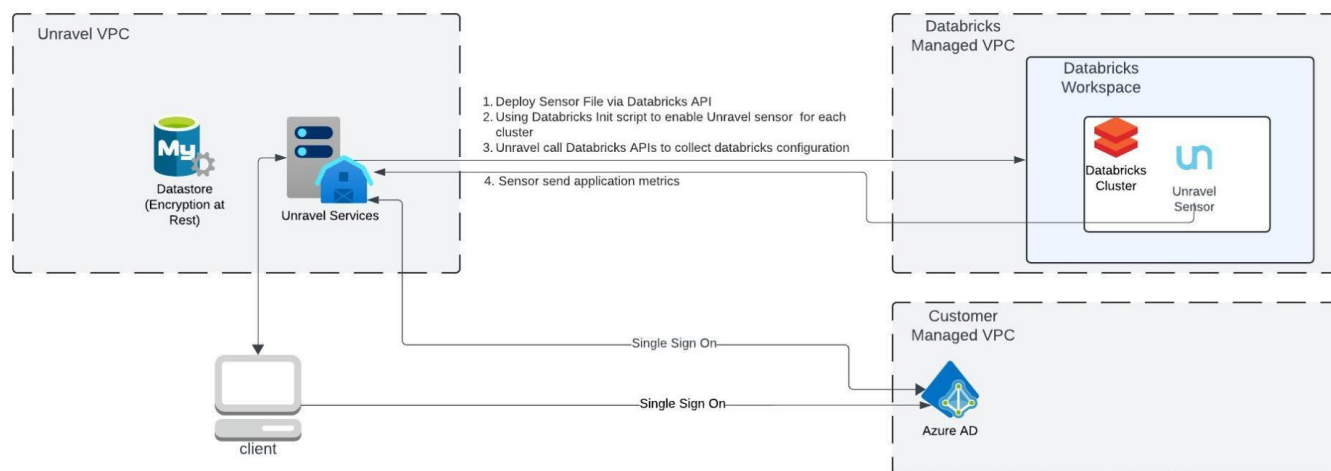 Unravel VPC
My
Datastore
(Encryption at
Rest)
Unravel Services
1. Deploy Sensor File via Databricks API
2. Using Databricks Init script to enable Unravel sensor for each
cluster
3. Unravel call Databricks APIs to collect databricks configuration
4. Sensor send application metrics
Databricks
Managed VPC
Databricks
Workspace
Databricks
Cluster
un
Unravel
Sensor
Single Sign On
Single Sign On
client
Customer
Managed VPC
Azure AD